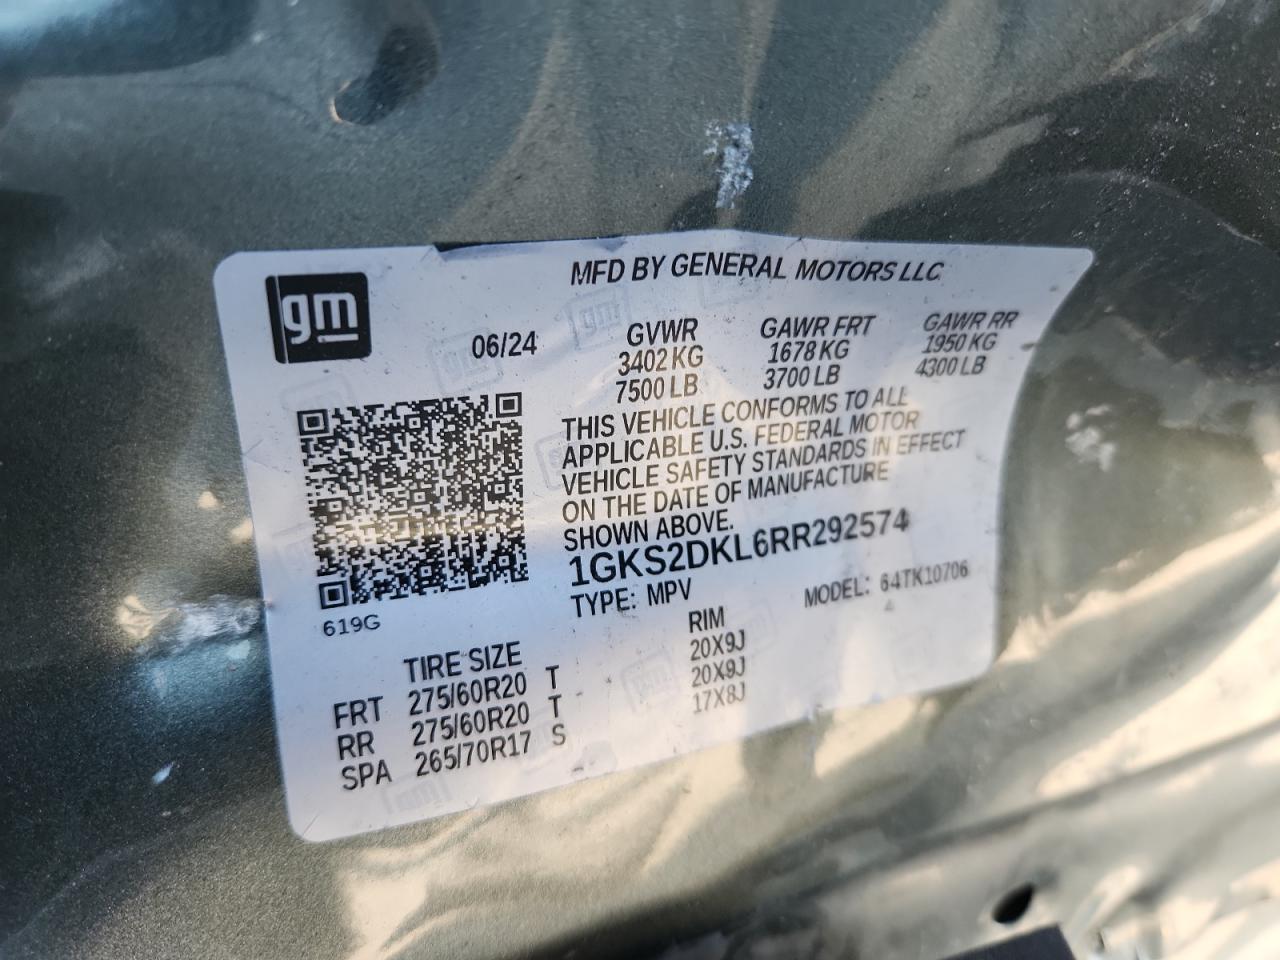 gm
MFD BY GENERAL MOTORS LLC
06/24
GVWR GAWR FRT GAWR RR
3402 KG 1678 KG 1950 KG
7500 LB 3700 LB 4300 LB
THIS VEHICLE CONFORMS TO ALL
APPLICABLE U.S. FEDERAL MOTOR
VEHICLE SAFETY STANDARDS IN EFFECT
ON THE DATE OF MANUFACTURE
SHOWN ABOVE.
1GKS2DKL6RR292574
TYPE: MPV MODEL: 64TK10706
619G
TIRE SIZE RIM
FRT 275/60R20 T 20X9J
RR 275/60R20 T 20X9J
SPA 265/70R17 S 17X8J